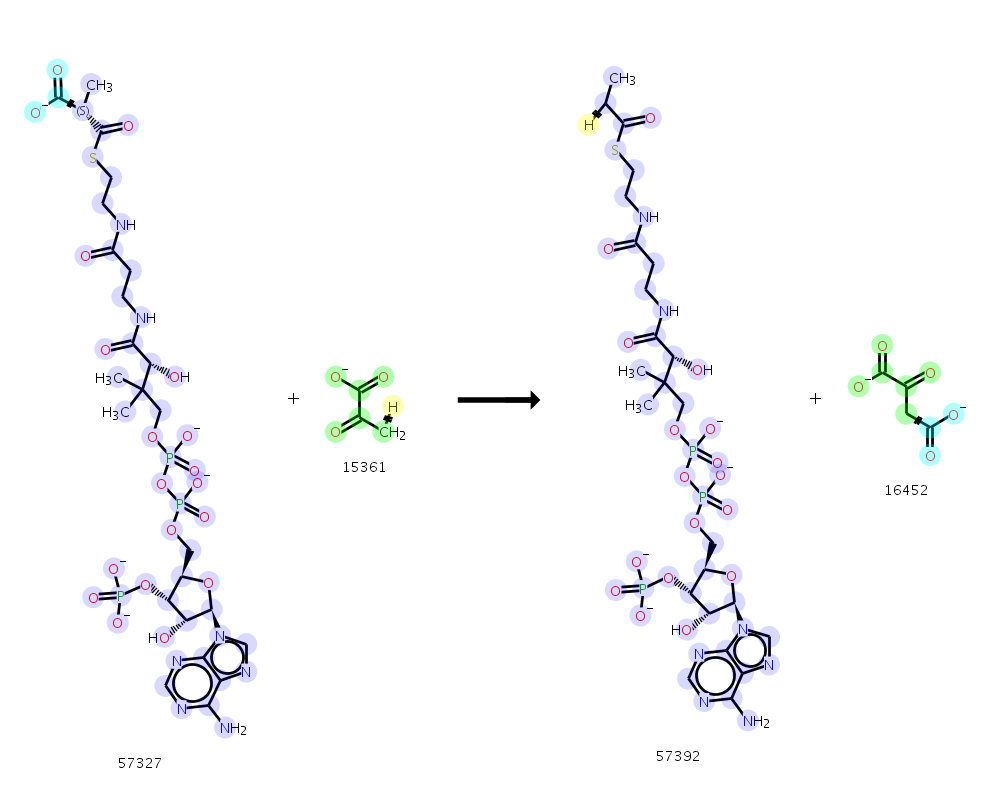 O
CH₃
O⁻
(S)
O
S
NH
O
NH
O
H₃C
OH
H₃C
O
O⁻
P
O
O
O⁻
P
O
O
O⁻
O
O
P
O
O⁻
HO
N
N
N
N
NH₂
57327
+
O⁻
O
H
O
CH₂
15361
CH₃
H
O
S
NH
O
NH
O
H₃C
OH
H₃C
O
O⁻
P
O
O
O⁻
P
O
O
O⁻
O
O
P
O
O⁻
HO
N
N
N
N
NH₂
57392
+
O
O
O⁻
O⁻
O
16452